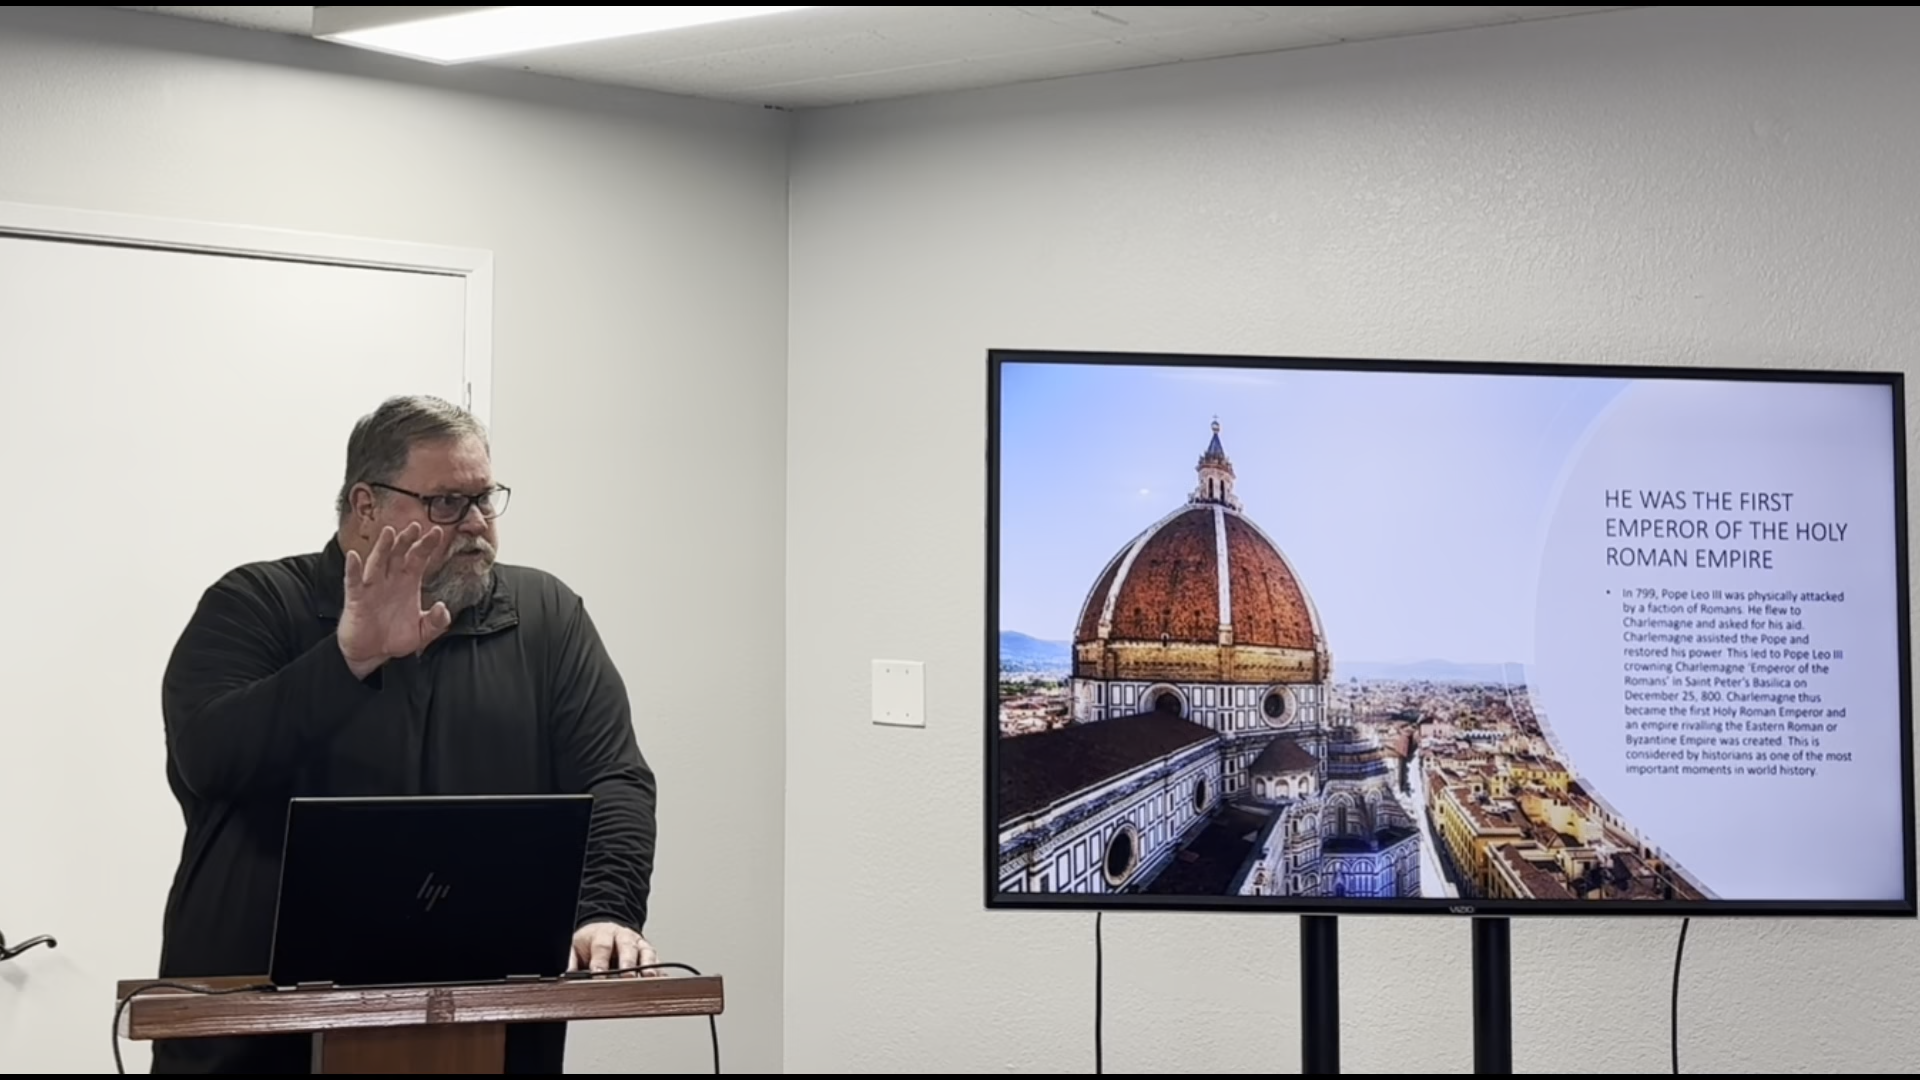 HE WAS THE FIRST
EMPEROR OF THE HOLY
ROMAN EMPIRE
• In 799, Pope Leo III was physically attacked
by a faction of Romans. He flew to
Charlemagne and asked for his aid.
Charlemagne assisted the Pope and
restored his power. This led to Pope Leo III
crowning Charlemagne 'Emperor of the
Romans' in Saint Peter's Basilica on
December 25, 800. Charlemagne thus
became the first Holy Roman Emperor and
an empire rivalling the Eastern Roman or
Byzantine Empire was created. This is
considered by historians as one of the most
important moments in world history.
VIZIO
hp